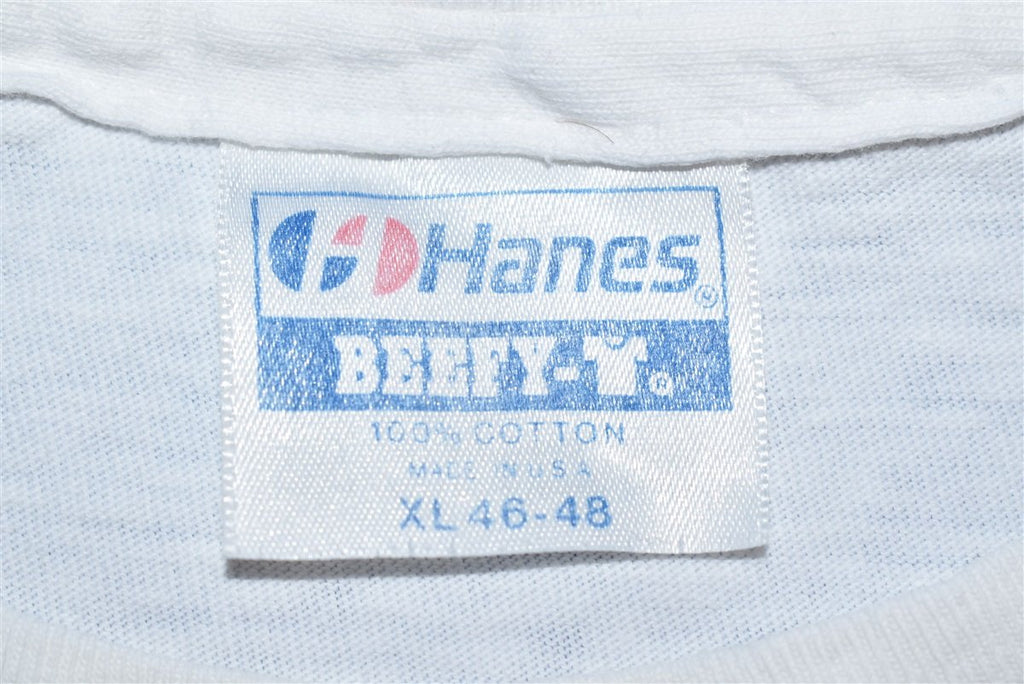 Hanes®
BEEFY-T®
100% COTTON
MADE IN U.S.A
XL 46-48